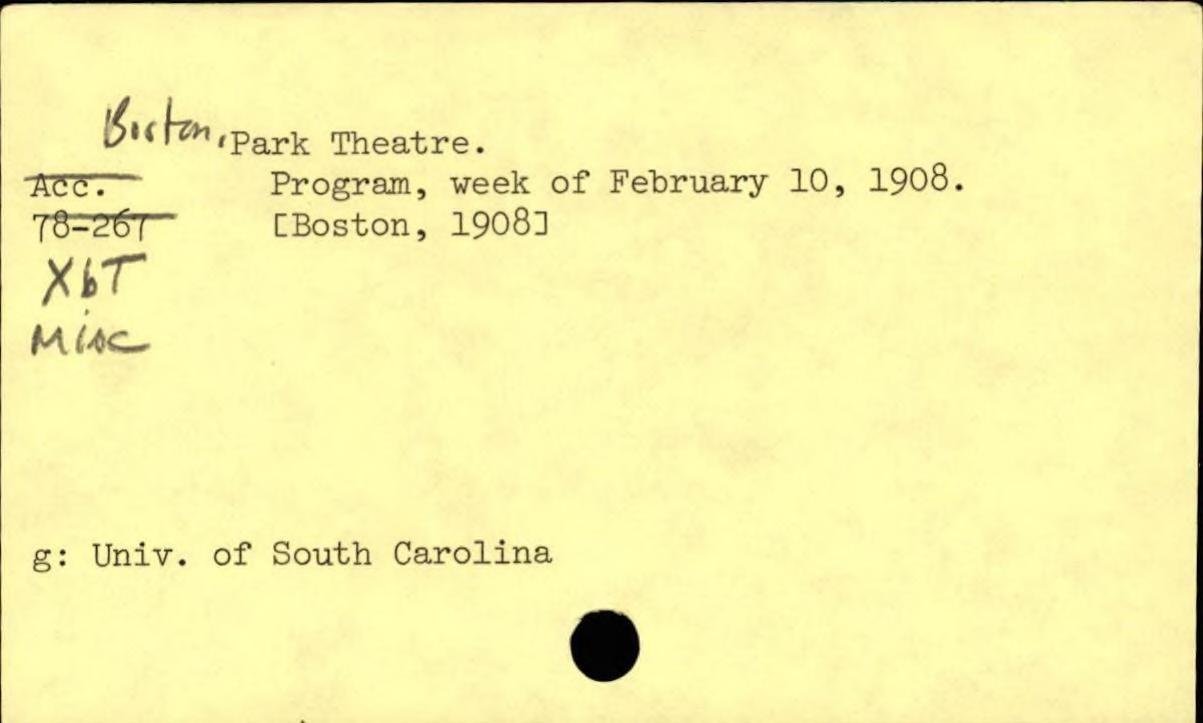 Boston, Park Theatre.
Acc. Program, week of February 10, 1908.
78-267 [Boston, 1908]
XbT
Misc
g: Univ. of South Carolina